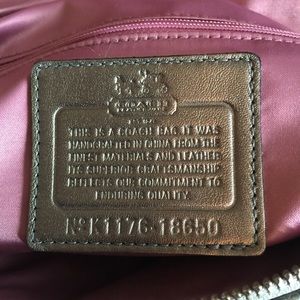 COACH
THIS IS A COACH BAG IT WAS
HANDCRAFTED IN CHINA FROM THE
FINEST MATERIALS AND LEATHER
ITS SUPERIOR CRAFTSMANSHIP
REFLECTS OUR COMMITMENT TO
ENDURING QUALITY.
NSK1176-18650